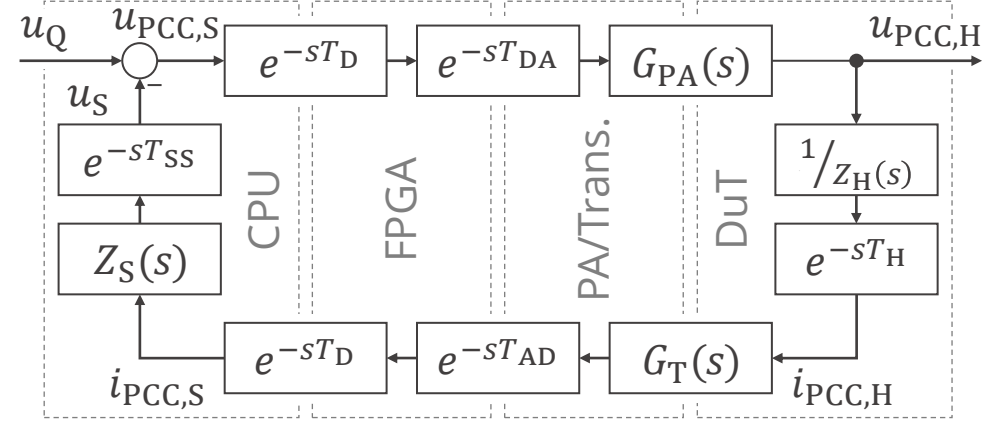 u_Q
u_PCC,S
e^{-sT_D}
e^{-sT_DA}
G_PA(s)
u_PCC,H
−
u_S
e^{-sT_SS}
Z_S(s)
CPU
FPGA
PA/Trans.
DuT
1/Z_H(s)
e^{-sT_H}
e^{-sT_D}
e^{-sT_AD}
G_T(s)
i_PCC,S
i_PCC,H